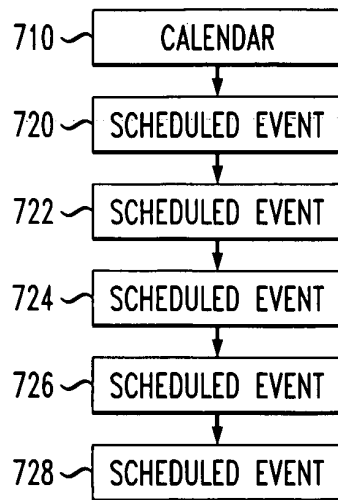 710 CALENDAR
720 SCHEDULED EVENT
722 SCHEDULED EVENT
724 SCHEDULED EVENT
726 SCHEDULED EVENT
728 SCHEDULED EVENT